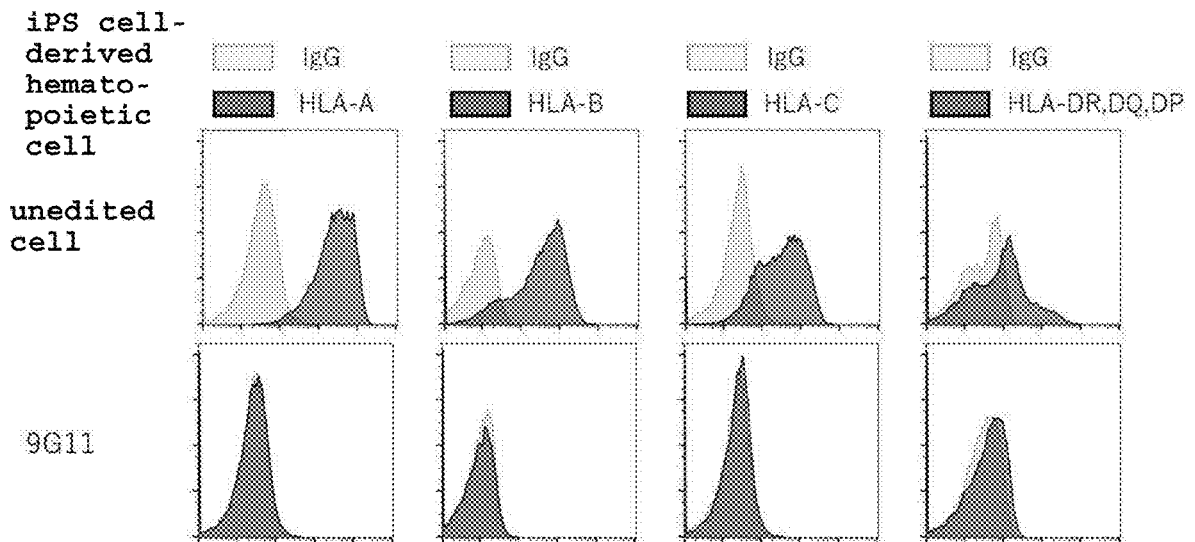 iPS cell-
derived
hemato-
poietic
cell
IgG
HLA-A
IgG
HLA-B
IgG
HLA-C
IgG
HLA-DR,DQ,DP
unedited
cell
9G11